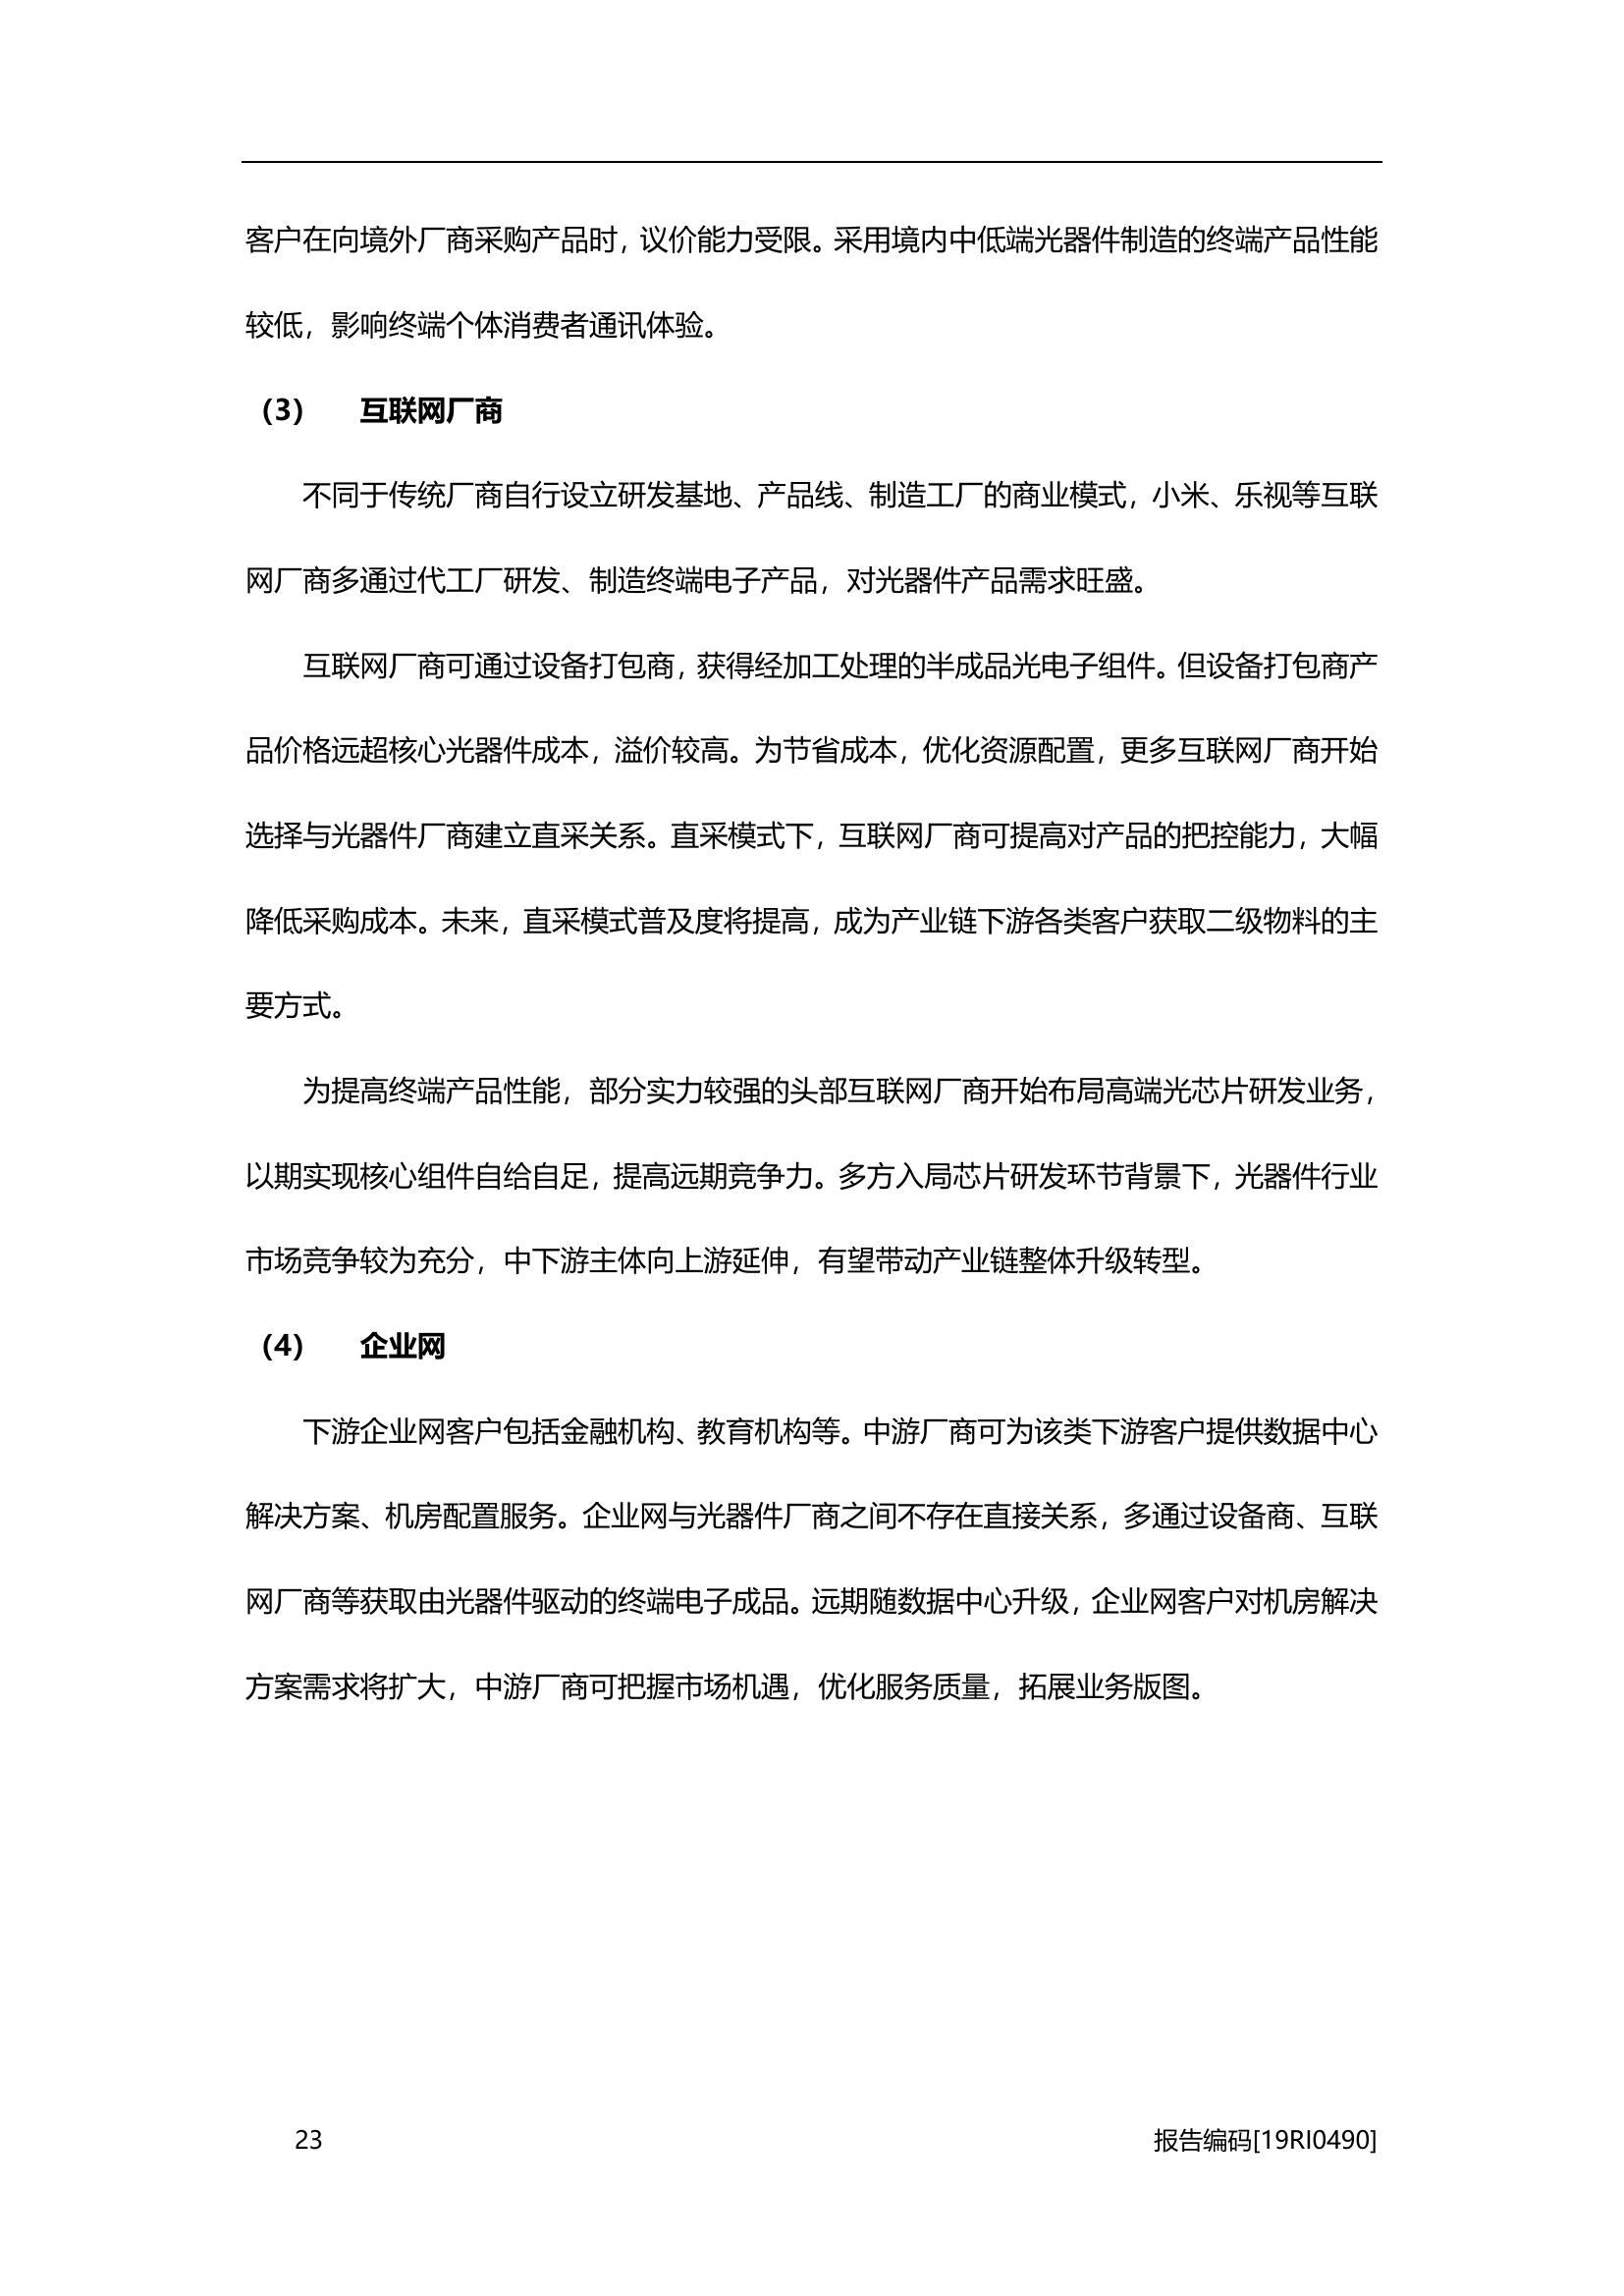 客户在向境外厂商采购产品时，议价能力受限。采用境内中低端光器件制造的终端产品性能
较低，影响终端个体消费者通讯体验。
（3） 互联网厂商
不同于传统厂商自行设立研发基地、产品线、制造工厂的商业模式，小米、乐视等互联
网厂商多通过代工厂研发、制造终端电子产品，对光器件产品需求旺盛。
互联网厂商可通过设备打包商，获得经加工处理的半成品光电子组件。但设备打包商产
品价格远超核心光器件成本，溢价较高。为节省成本，优化资源配置，更多互联网厂商开始
选择与光器件厂商建立直采关系。直采模式下，互联网厂商可提高对产品的把控能力，大幅
降低采购成本。未来，直采模式普及度将提高，成为产业链下游各类客户获取二级物料的主
要方式。
为提高终端产品性能，部分实力较强的头部互联网厂商开始布局高端光芯片研发业务，
以期实现核心组件自给自足，提高远期竞争力。多方入局芯片研发环节背景下，光器件行业
市场竞争较为充分，中下游主体向上游延伸，有望带动产业链整体升级转型。
（4） 企业网
下游企业网客户包括金融机构、教育机构等。中游厂商可为该类下游客户提供数据中心
解决方案、机房配置服务。企业网与光器件厂商之间不存在直接关系，多通过设备商、互联
网厂商等获取由光器件驱动的终端电子成品。远期随数据中心升级，企业网客户对机房解决
方案需求将扩大，中游厂商可把握市场机遇，优化服务质量，拓展业务版图。
23 报告编码[19RI0490]